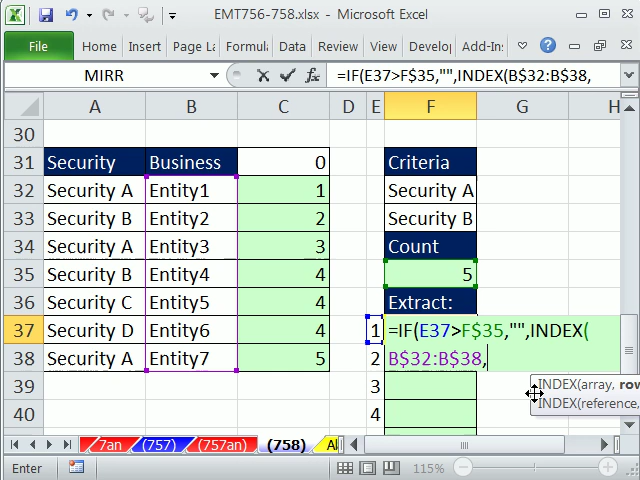 EMT756-758.xlsx - Microsoft Excel
File Home Insert Page La Formula Data Review View Develop Add-Ins
MIRR =IF(E37>F$35,"",INDEX(B$32:B$38,
A B C D E F G H
30
31 Security Business 0 Criteria
32 Security A Entity1 1 Security A
33 Security B Entity2 2 Security B
34 Security A Entity3 3 Count
35 Security B Entity4 4 5
36 Security C Entity5 4 Extract:
37 Security D Entity6 4 1 =IF(E37>F$35,"",INDEX(
38 Security A Entity7 5 2 B$32:B$38,
39 3 INDEX(array, row
40 4 INDEX(reference,
7an (757) (757an) (758)
Enter 115%